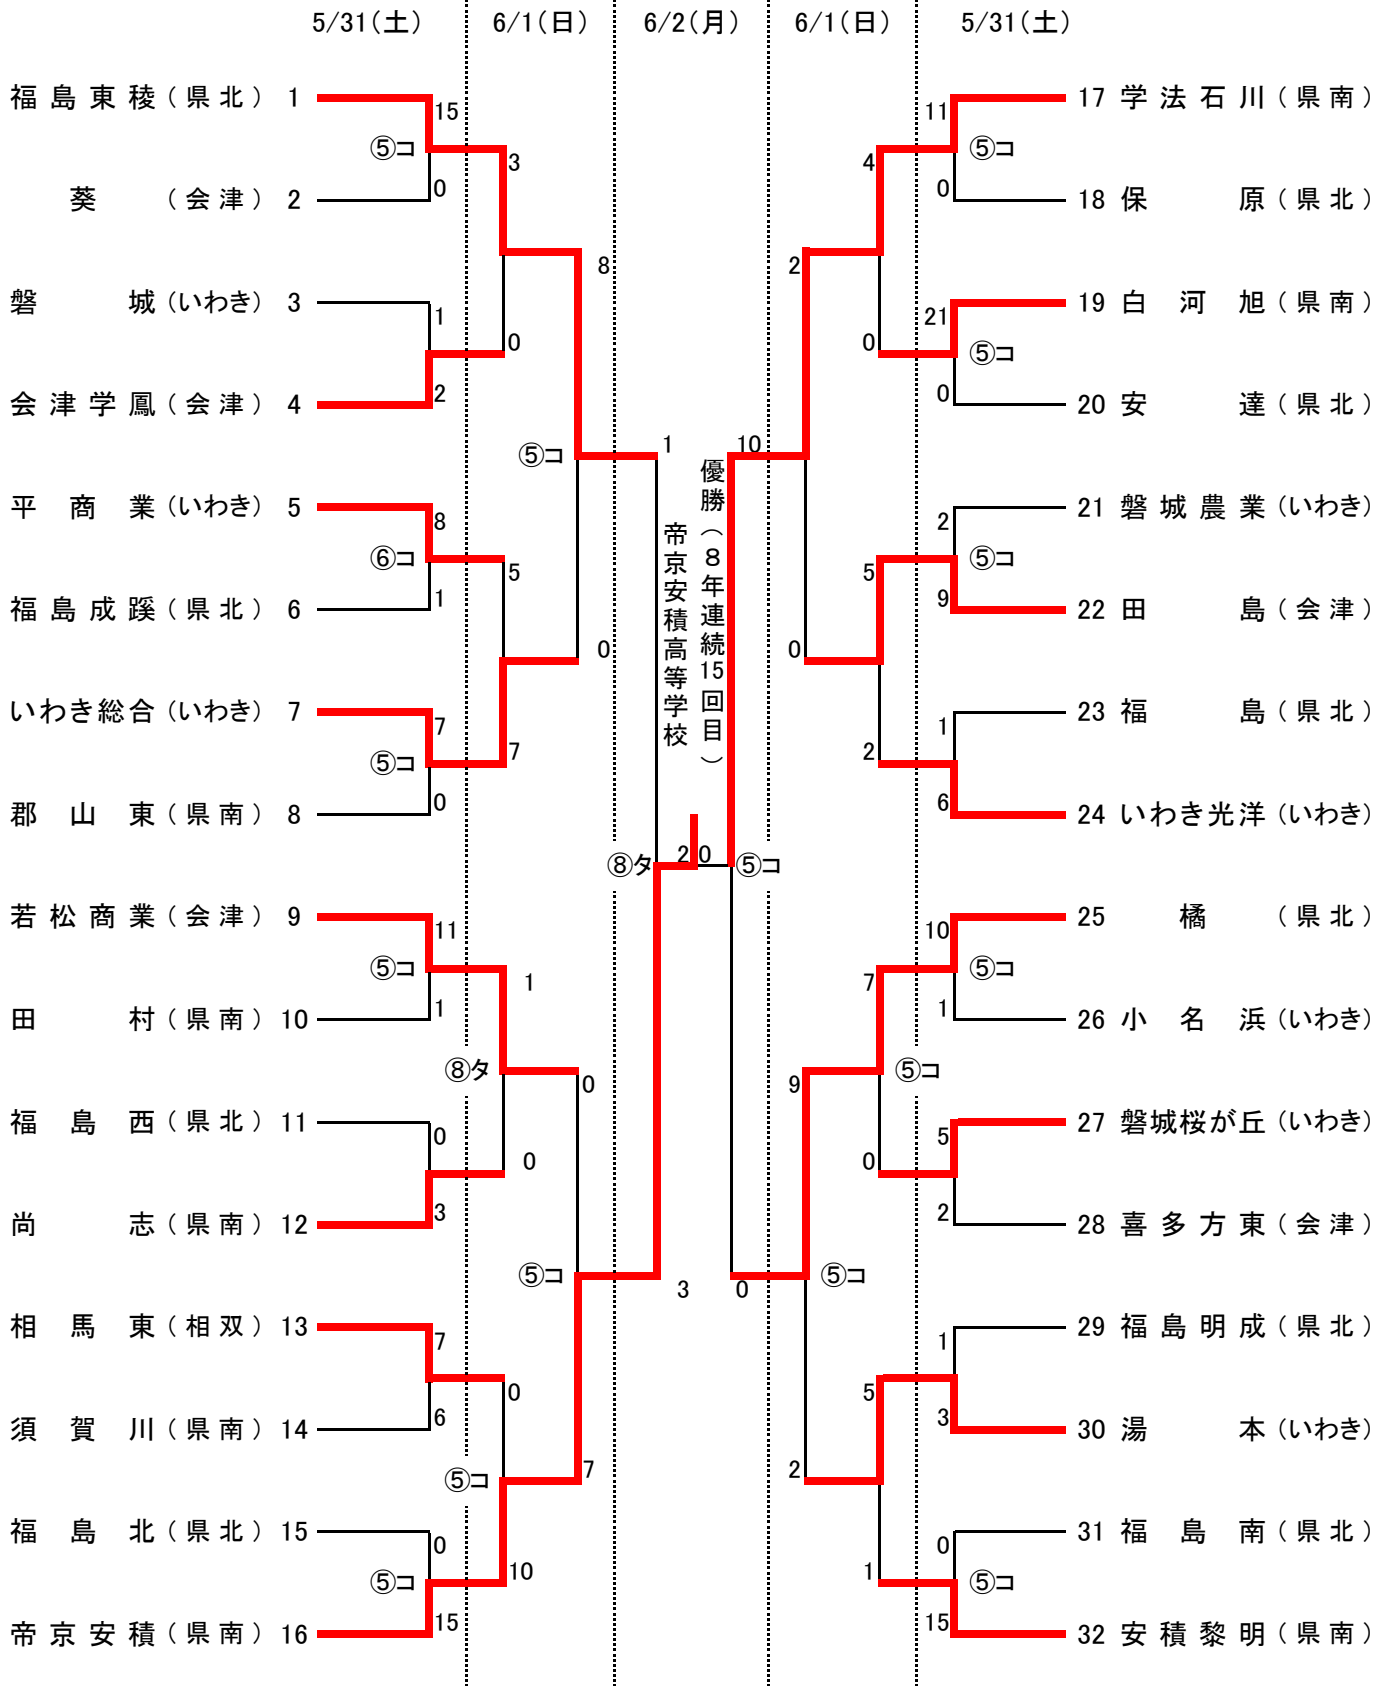 5/31(土) 6/1(日) 6/2(月) 6/1(日) 5/31(土)
福島東稜(県北) 1
15
⑤コ
3
0
葵(会津) 2
8
磐城(いわき) 3
1
0
2
会津学鳳(会津) 4
⑤コ
1
平商業(いわき) 5
8
⑥コ
5
1
福島成蹊(県北) 6
0
いわき総合(いわき) 7
7
7
⑤コ
0
郡山東(県南) 8
⑧タ
若松商業(会津) 9
11
⑤コ
1
1
田村(県南) 10
⑧タ
0
福島西(県北) 11
0
0
3
尚志(県南) 12
⑤コ
3
相馬東(相双) 13
7
0
6
須賀川(県南) 14
⑤コ
7
福島北(県北) 15
0
10
⑤コ
15
帝京安積(県南) 16
優勝(8年連続15回目)
帝京安積高等学校
2 0
⑤コ
11
17 学法石川(県南)
⑤コ
4
0
18 保原(県北)
2
21
19 白河旭(県南)
0
⑤コ
0
20 安達(県北)
10
2
21 磐城農業(いわき)
⑤コ
5
9
22 田島(会津)
0
1
23 福島(県北)
2
6
24 いわき光洋(いわき)
10
25 橘(県北)
⑤コ
7
1
26 小名浜(いわき)
9
⑤コ
5
27 磐城桜が丘(いわき)
0
2
28 喜多方東(会津)
0
⑤コ
1
29 福島明成(県北)
5
3
30 湯本(いわき)
2
0
31 福島南(県北)
1
⑤コ
15
32 安積黎明(県南)